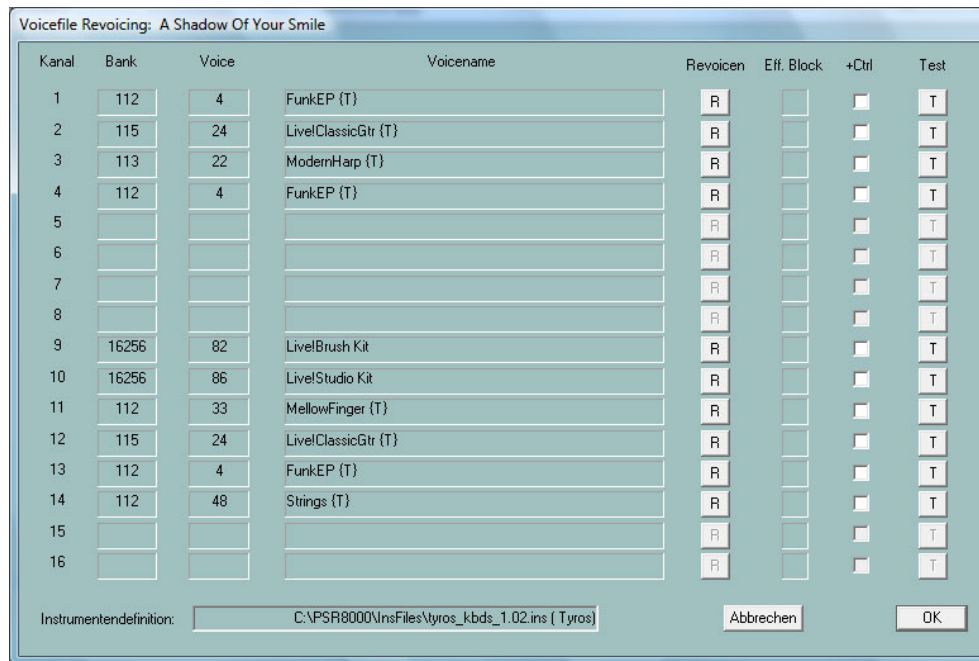 Voicefile Revoicing:  A Shadow Of Your Smile
Kanal Bank Voice Voicename Revoicen Eff. Block +Ctrl Test
1 112 4 FunkEP {T} R T
2 115 24 Live!ClassicGtr {T} R T
3 113 22 ModernHarp {T} R T
4 112 4 FunkEP {T} R T
5 R T
6 R T
7 R T
8 R T
9 16256 82 Live!Brush Kit R T
10 16256 86 Live!Studio Kit R T
11 112 33 MellowFinger {T} R T
12 115 24 Live!ClassicGtr {T} R T
13 112 4 FunkEP {T} R T
14 112 48 Strings {T} R T
15 R T
16 R T
Instrumentendefinition: C:\PSR8000\InsFiles\tyros_kbds_1.02.ins ( Tyros) Abbrechen OK